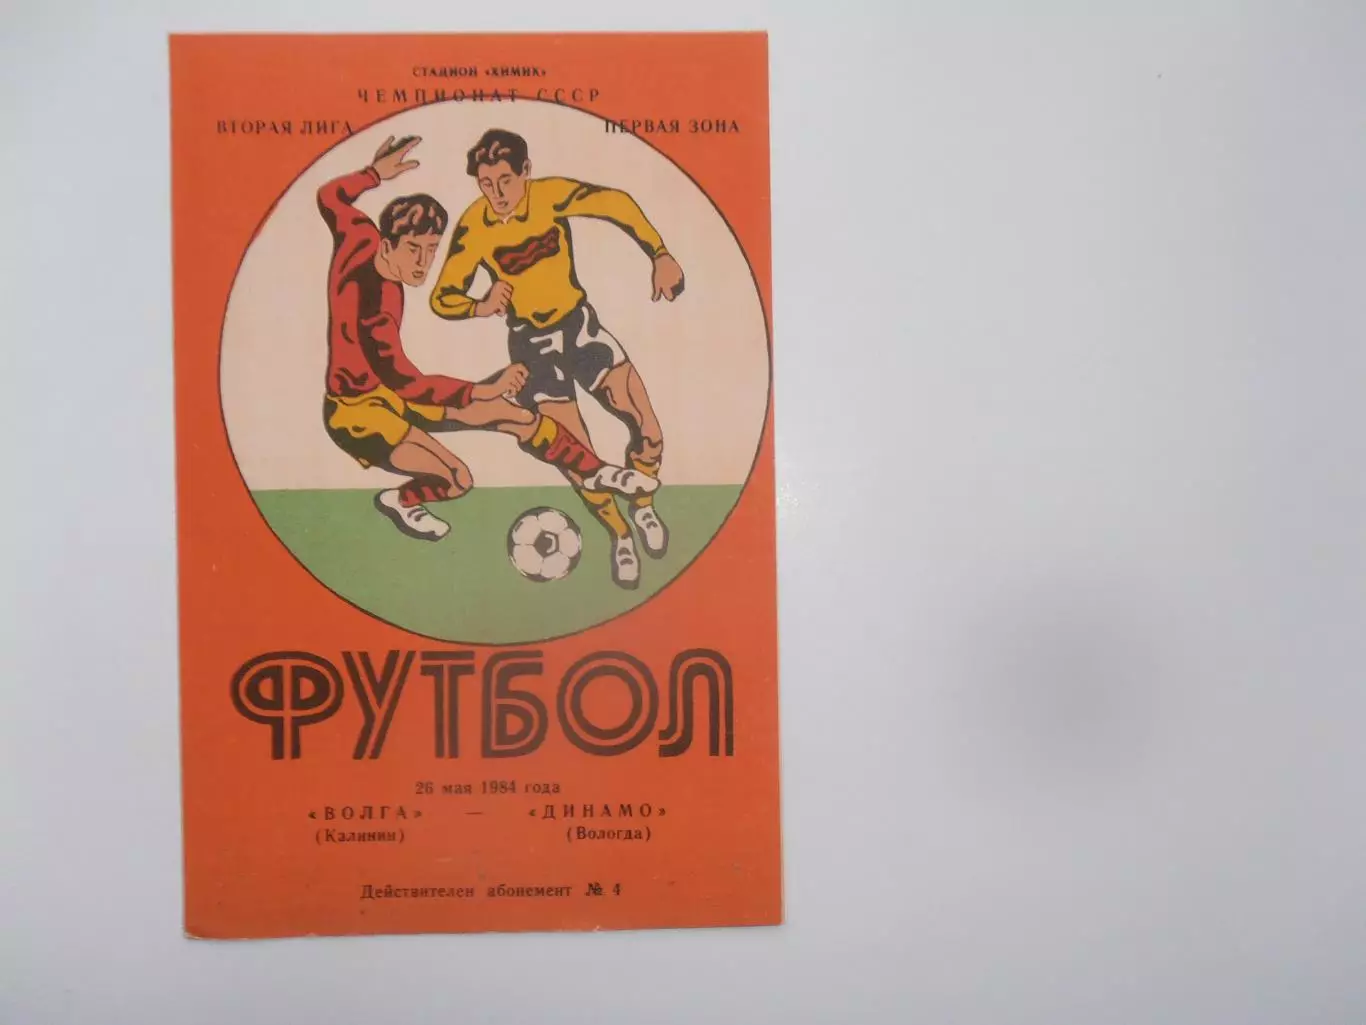 СТАДИОН «ХИМИК»
ЧЕМПИОНАТ СССР
ВТОРАЯ ЛИГА ПЕРВАЯ ЗОНА
ФУТБОЛ
26 мая 1984 года
«ВОЛГА» — «ДИНАМО»
(Калинин) (Вологда)
Действителен абонемент № 4